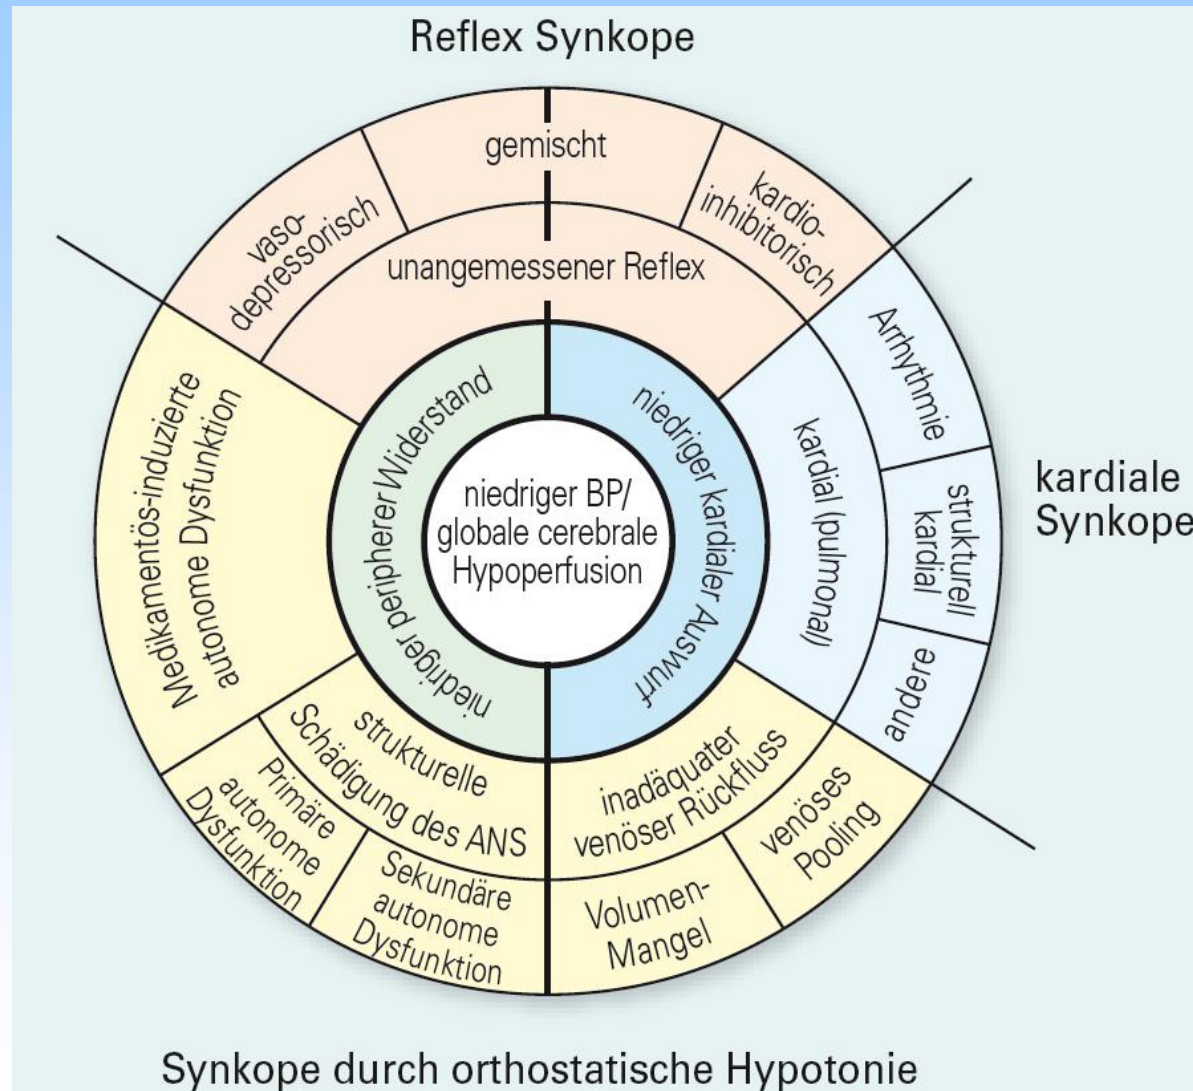 Reflex Synkope
gemischt
vaso-
depressorisch
kardio-
inhibitorisch
unangemessener Reflex
Arrhythmie
Medikamentös-induzierte
autonome Dysfunktion
niedriger peripherer Widerstand
niedriger kardialer Auswurf
kardial (pulmonal)
niedriger BP/
globale cerebrale
Hypoperfusion
strukturell
kardial
kardiale
Synkope
andere
strukturelle
Schädigung des ANS
inadäquater
venöser Rückfluss
venöses
Pooling
Primäre
autonome
Dysfunktion
Sekundäre
autonome
Dysfunktion
Volumen-
Mangel
Synkope durch orthostatische Hypotonie